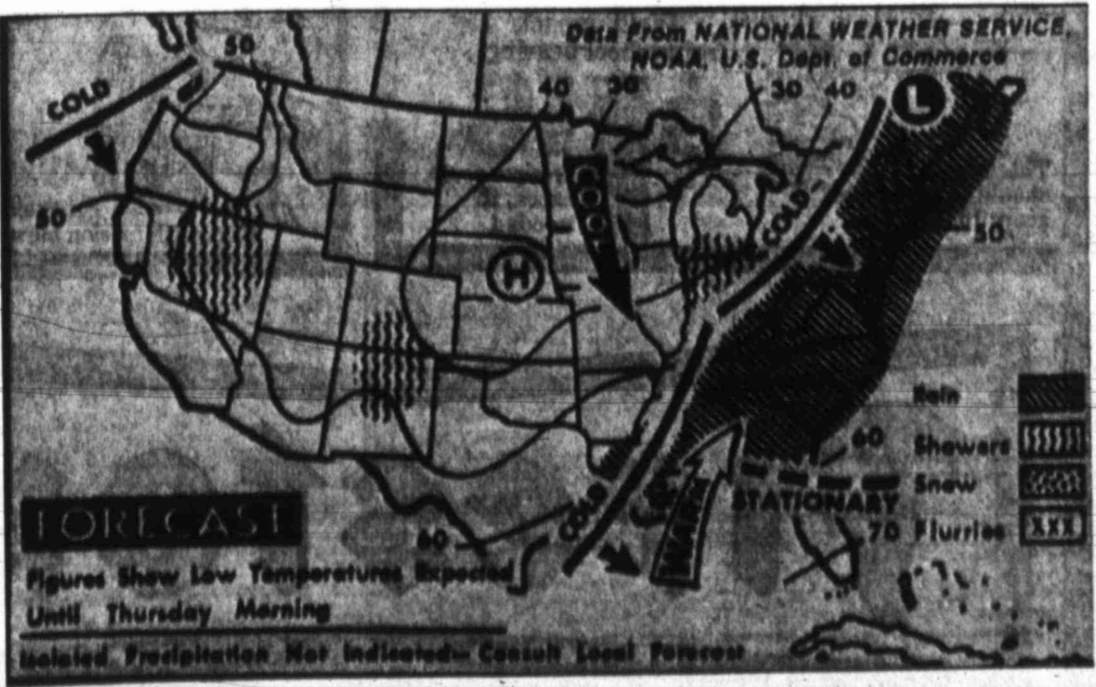 Data From NATIONAL WEATHER SERVICE,
NOAA, U.S. Dept. of Commerce
50
COLD
40 30 30 40
L
COOL
COLD
50
50
H
Rain
60 Showers
Snow
STATIONARY
COLD
WARM
60
70 Flurries
FORECAST
Figures Show Low Temperatures Expected
Until Thursday Morning
Isolated Precipitation Not Indicated—Consult Local Forecast